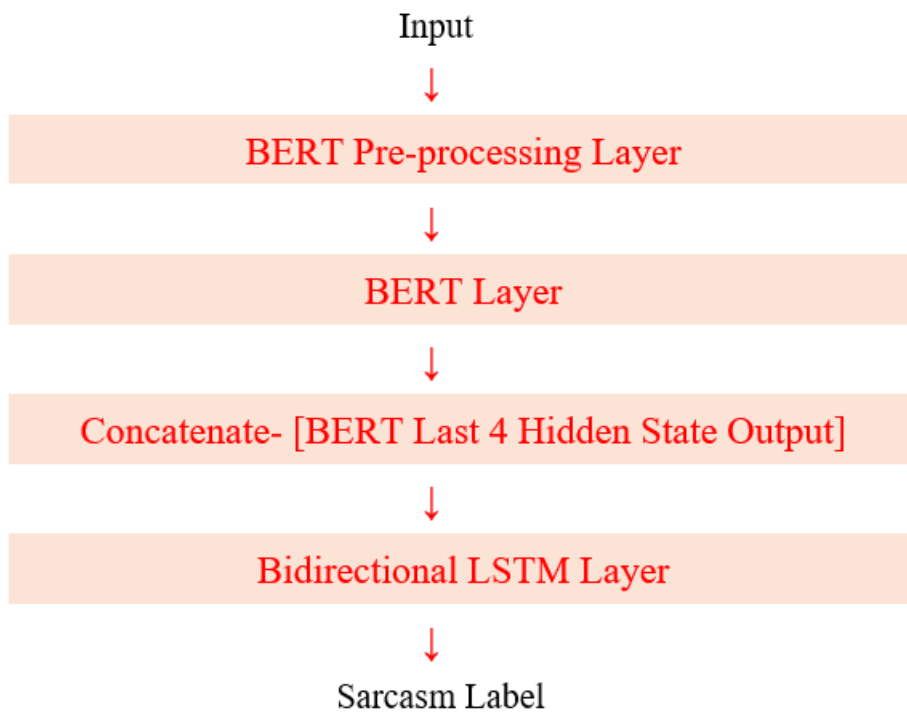 Input
↓
BERT Pre-processing Layer
↓
BERT Layer
↓
Concatenate- [BERT Last 4 Hidden State Output]
↓
Bidirectional LSTM Layer
↓
Sarcasm Label